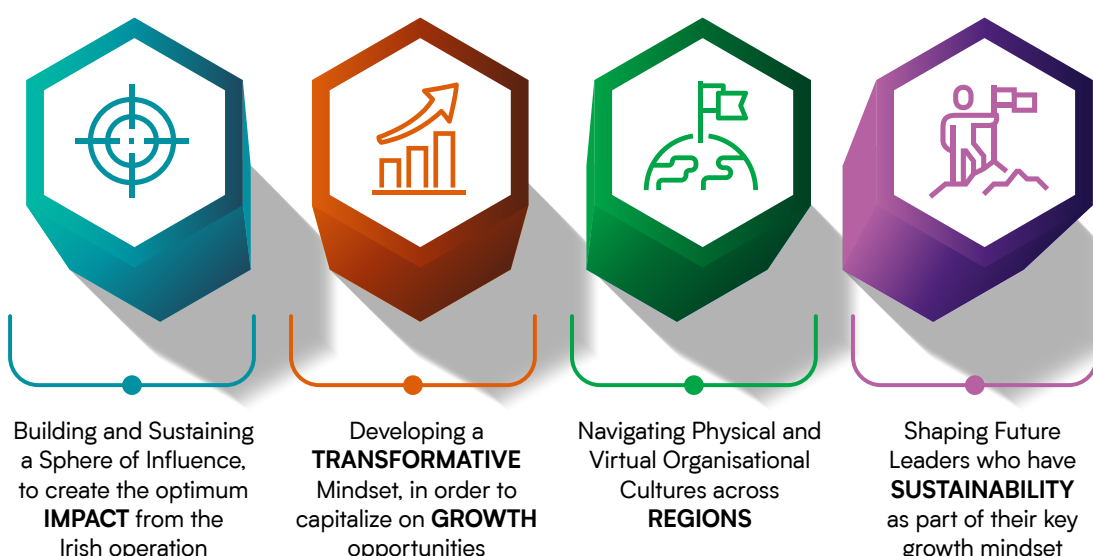 Building and Sustaining
a Sphere of Influence,
to create the optimum
IMPACT from the
Irish operation
Developing a
TRANSFORMATIVE
Mindset, in order to
capitalize on GROWTH
opportunities
Navigating Physical and
Virtual Organisational
Cultures across
REGIONS
Shaping Future
Leaders who have
SUSTAINABILITY
as part of their key
growth mindset